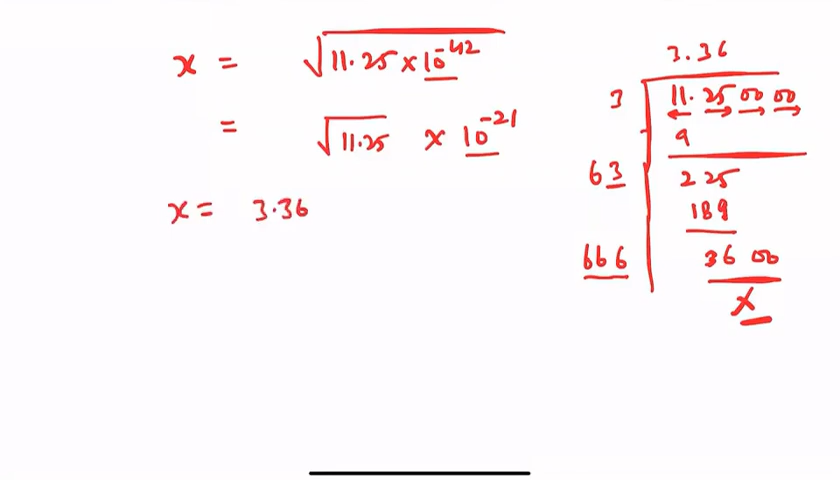 x = √11.25 × 10⁻⁴²
= √11.25 × 10⁻²¹
x = 3.36
3.36
3 11.25 00 00
9
63 225
189
666 36 00
x